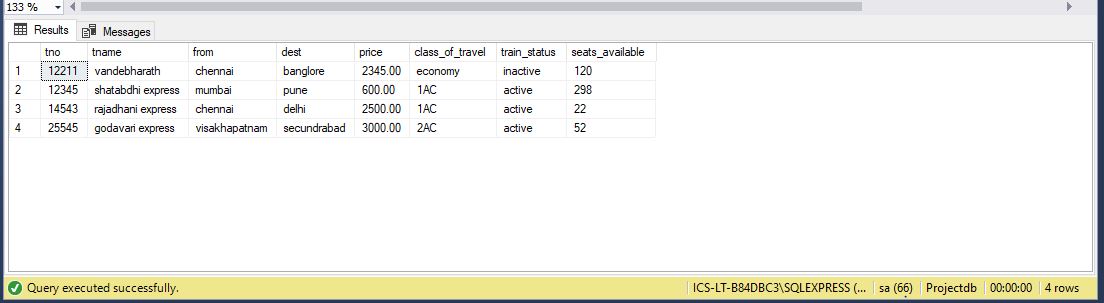 133 %
Results Messages
tno tname from dest price class_of_travel train_status seats_available
1 12211 vandebharath chennai banglore 2345.00 economy inactive 120
2 12345 shatabdhi express mumbai pune 600.00 1AC active 298
3 14543 rajadhani express chennai delhi 2500.00 1AC active 22
4 25545 godavari express visakhapatnam secundrabad 3000.00 2AC active 52
Query executed successfully. ICS-LT-B84DBC3\SQLEXPRESS (... sa (66) Projectdb 00:00:00 4 rows